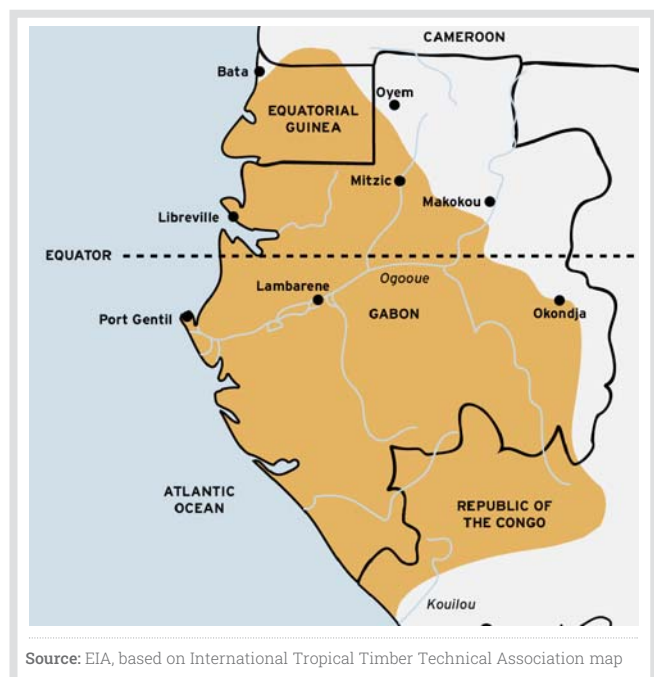 CAMEROON
Bata
Oyem
EQUATORIAL
GUINEA
Mitzic
Makokou
Libreville
EQUATOR
Ogooue
Lambarene
Port Gentil
GABON
Okondja
ATLANTIC
OCEAN
REPUBLIC OF
THE CONGO
Kouilou
Source: EIA, based on International Tropical Timber Technical Association map